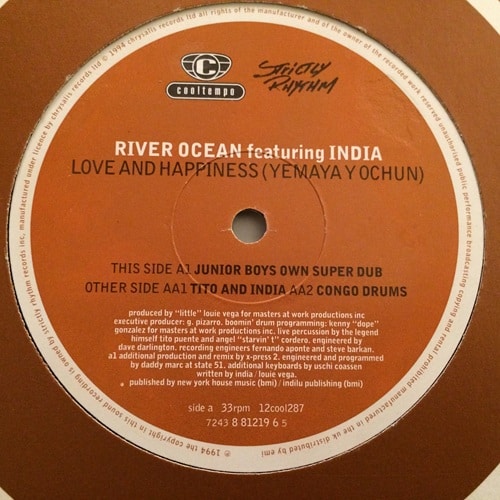 © 1994 chrysalis records ltd all rights of the manufacturer and of the owner of the recorded work reserved unauthorised public performance broadcasting copying and rental prohibited manufactured in the uk distributed by emi
℗ 1994 the copyright in this sound recording is owned by strictly rhythm records inc, manufactured under licence by chrysalis records ltd
C
cooltempo
STRICTLY
RHYTHM
RIVER OCEAN featuring INDIA
LOVE AND HAPPINESS (YEMAYA Y OCHUN)
THIS SIDE A1 JUNIOR BOYS OWN SUPER DUB
OTHER SIDE AA1 TITO AND INDIA AA2 CONGO DRUMS
produced by "little" louie vega for masters at work productions inc
executive producer: g. pizarro. boomin' drum programming: kenny "dope"
gonzalez for masters at work productions inc. live percussion by the legend
himself tito puente and angel "starvin' t" cordero. engineered by
dave darlington. recording engineers fernando aponte and steve barkan.
a1 additional production and remix by x-press 2. engineered and programmed
by daddy marc at state 51. additional keyboards by uschi coassen
written by india / louie vega.
published by new york house music (bmi) / indilu publishing (bmi)
side a 33rpm 12cool287
7243 8 81219 6 5